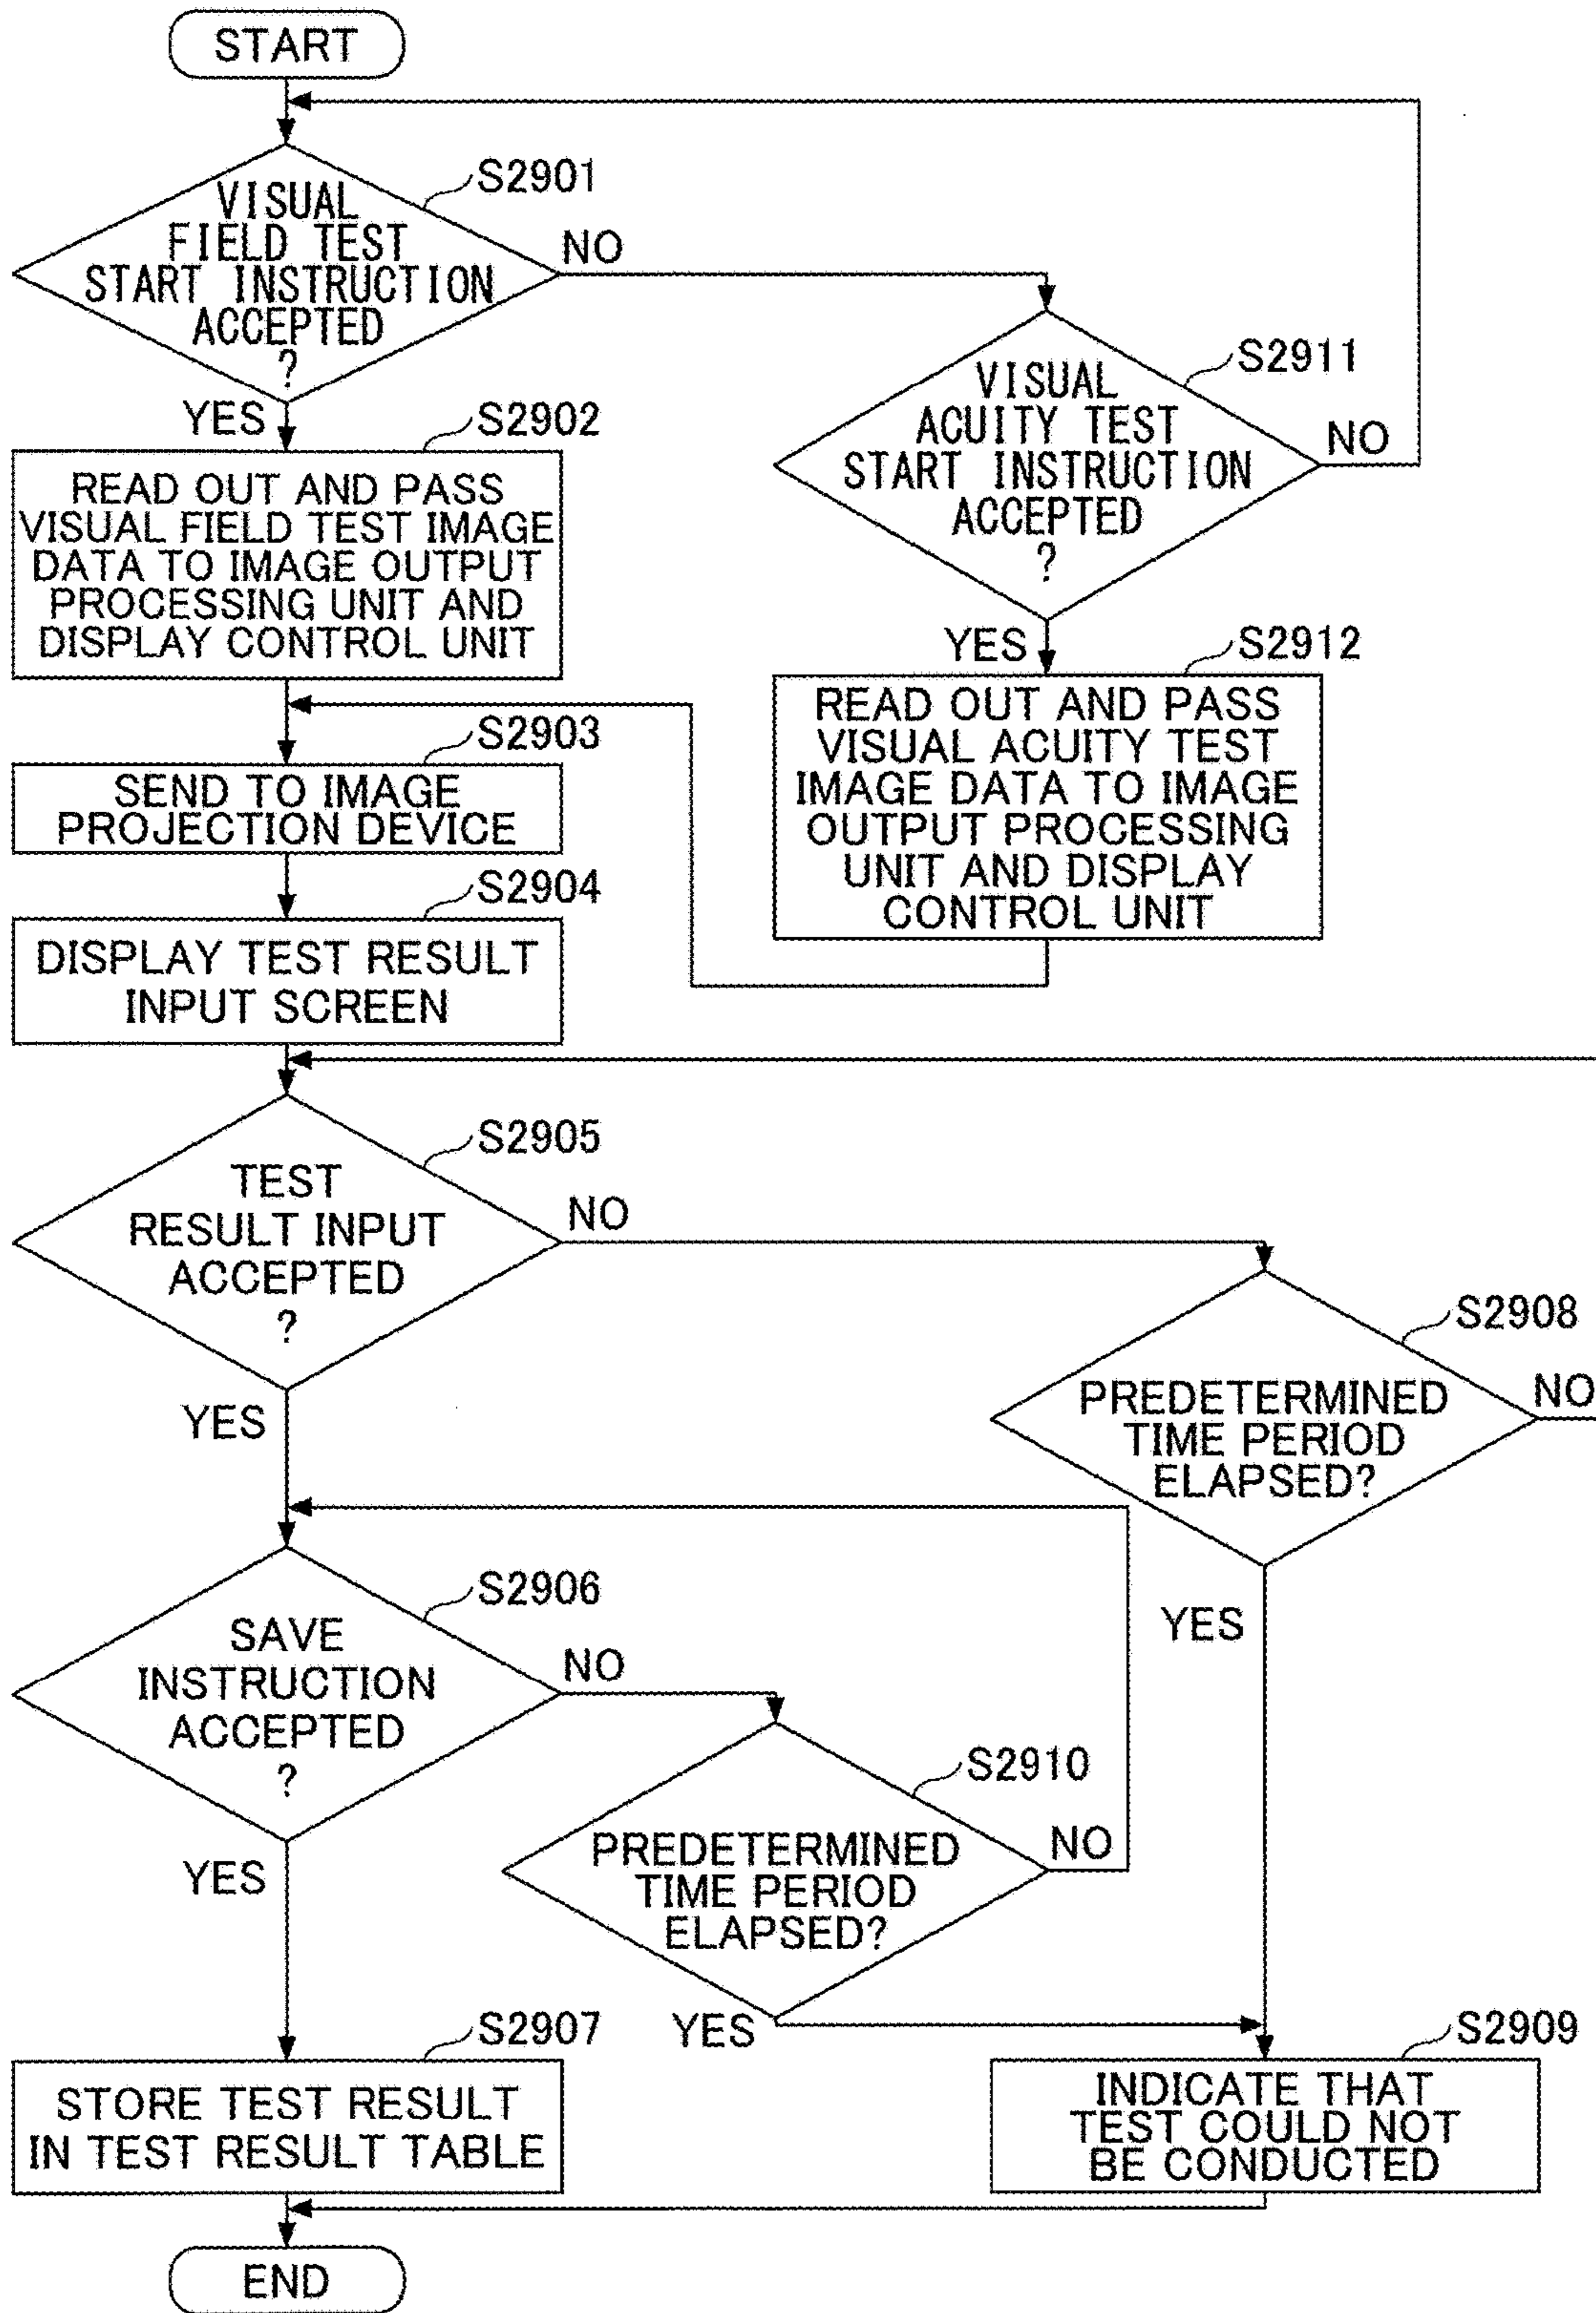 START
S2901
VISUAL
FIELD TEST
START INSTRUCTION
ACCEPTED
?
NO
YES
S2911
VISUAL
ACUITY TEST
START INSTRUCTION
ACCEPTED
?
NO
YES
S2902
READ OUT AND PASS
VISUAL FIELD TEST IMAGE
DATA TO IMAGE OUTPUT
PROCESSING UNIT AND
DISPLAY CONTROL UNIT
S2912
READ OUT AND PASS
VISUAL ACUITY TEST
IMAGE DATA TO IMAGE
OUTPUT PROCESSING
UNIT AND DISPLAY
CONTROL UNIT
S2903
SEND TO IMAGE
PROJECTION DEVICE
S2904
DISPLAY TEST RESULT
INPUT SCREEN
S2905
TEST
RESULT INPUT
ACCEPTED
?
NO
YES
S2908
PREDETERMINED
TIME PERIOD
ELAPSED?
NO
YES
S2906
SAVE
INSTRUCTION
ACCEPTED
?
NO
YES
S2910
PREDETERMINED
TIME PERIOD
ELAPSED?
NO
YES
S2907
STORE TEST RESULT
IN TEST RESULT TABLE
S2909
INDICATE THAT
TEST COULD NOT
BE CONDUCTED
END